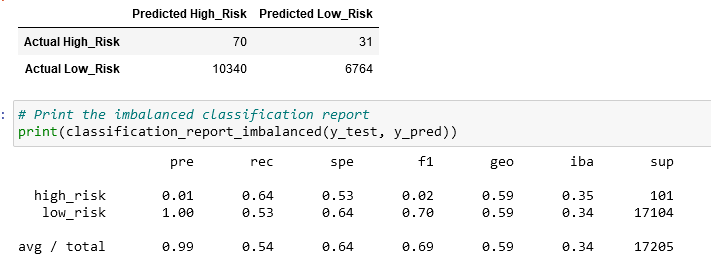 Predicted High_Risk Predicted Low_Risk
Actual High_Risk 70 31
Actual Low_Risk 10340 6764
: # Print the imbalanced classification report
print(classification_report_imbalanced(y_test, y_pred))
pre rec spe f1 geo iba sup
high_risk 0.01 0.64 0.53 0.02 0.59 0.35 101
low_risk 1.00 0.53 0.64 0.70 0.59 0.34 17104
avg / total 0.99 0.54 0.64 0.69 0.59 0.34 17205